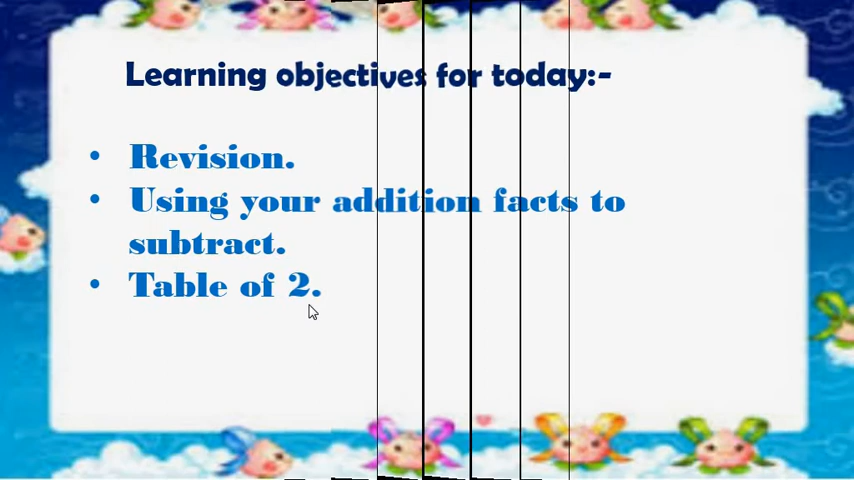 Learning objectives for today:-
• Revision.
• Using your addition facts to
subtract.
• Table of 2.